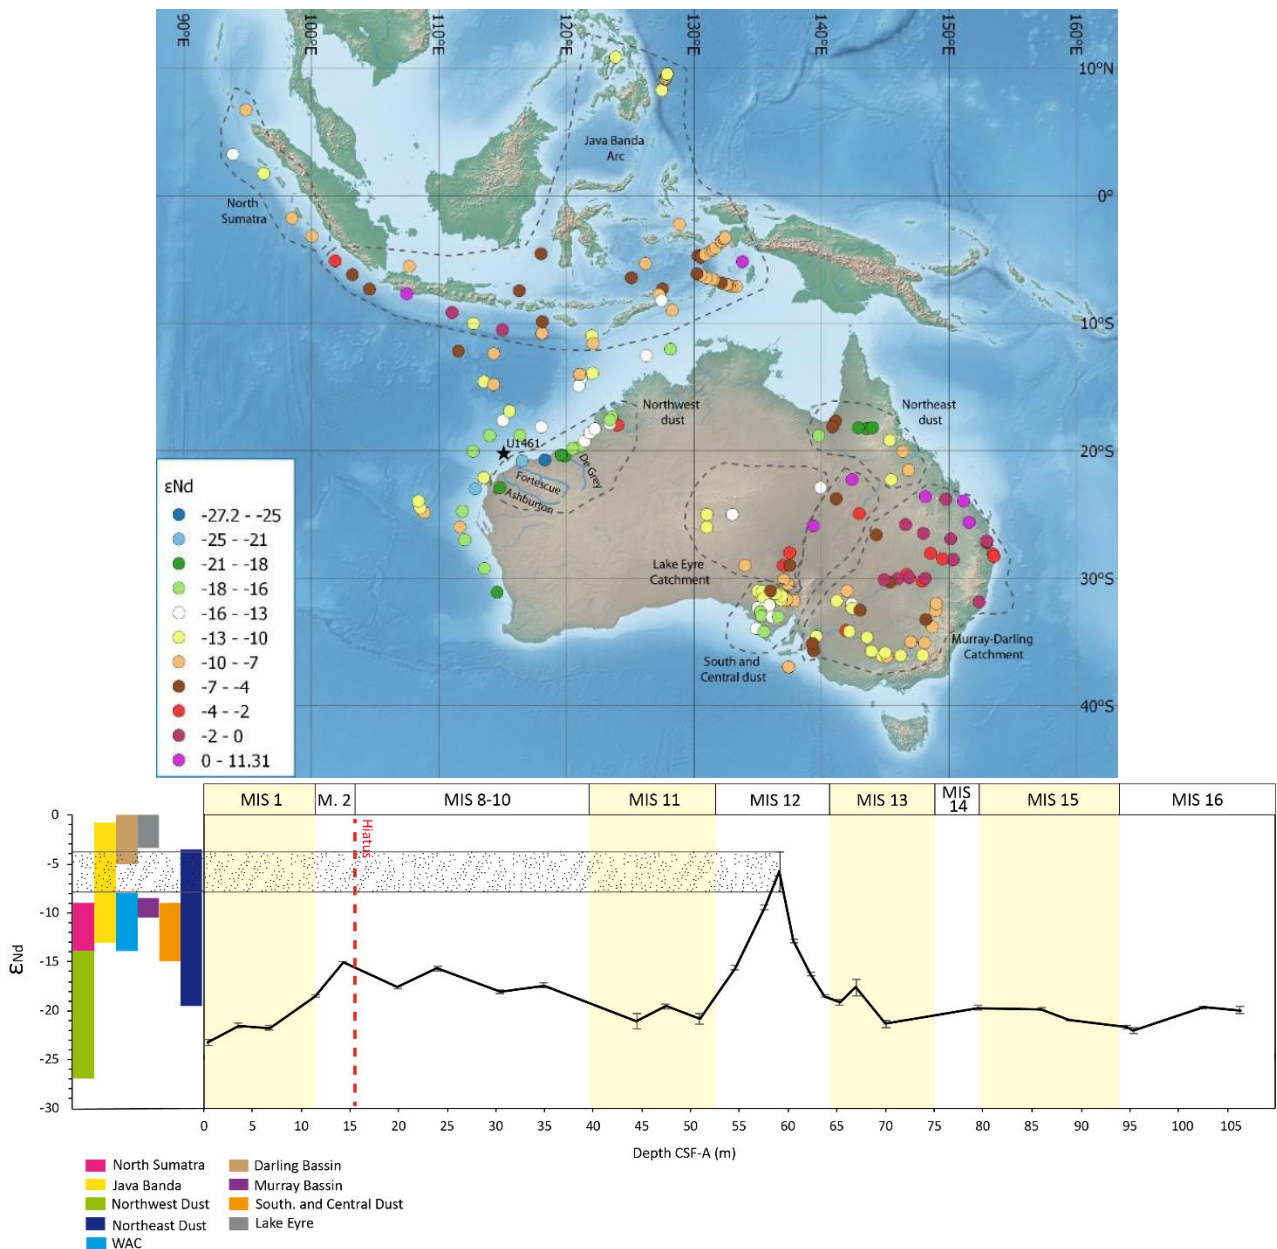 90°E
100°E
110°E
120°E
130°E
140°E
150°E
160°E
10°N
Java Banda
Arc
0°
North
Sumatra
10°S
Northwest
dust
Northeast
dust
U1461
20°S
De Grey
Fortescue
Ashburton
εNd
-27.2 - -25
-25 - -21
-21 - -18
-18 - -16
-16 - -13
-13 - -10
-10 - -7
-7 - -4
-4 - -2
-2 - 0
0 - 11.31
Lake Eyre
Catchment
30°S
South and
Central dust
Murray-Darling
Catchment
40°S
MIS 1
M. 2
MIS 8-10
MIS 11
MIS 12
MIS 13
MIS
14
MIS 15
MIS 16
Hiatus
εNd
0
-5
-10
-15
-20
-25
-30
0 5 10 15 20 25 30 35 40 45 50 55 60 65 70 75 80 85 90 95 100 105
Depth CSF-A (m)
North Sumatra
Java Banda
Northwest Dust
Northeast Dust
WAC
Darling Bassin
Murray Bassin
South. and Central Dust
Lake Eyre